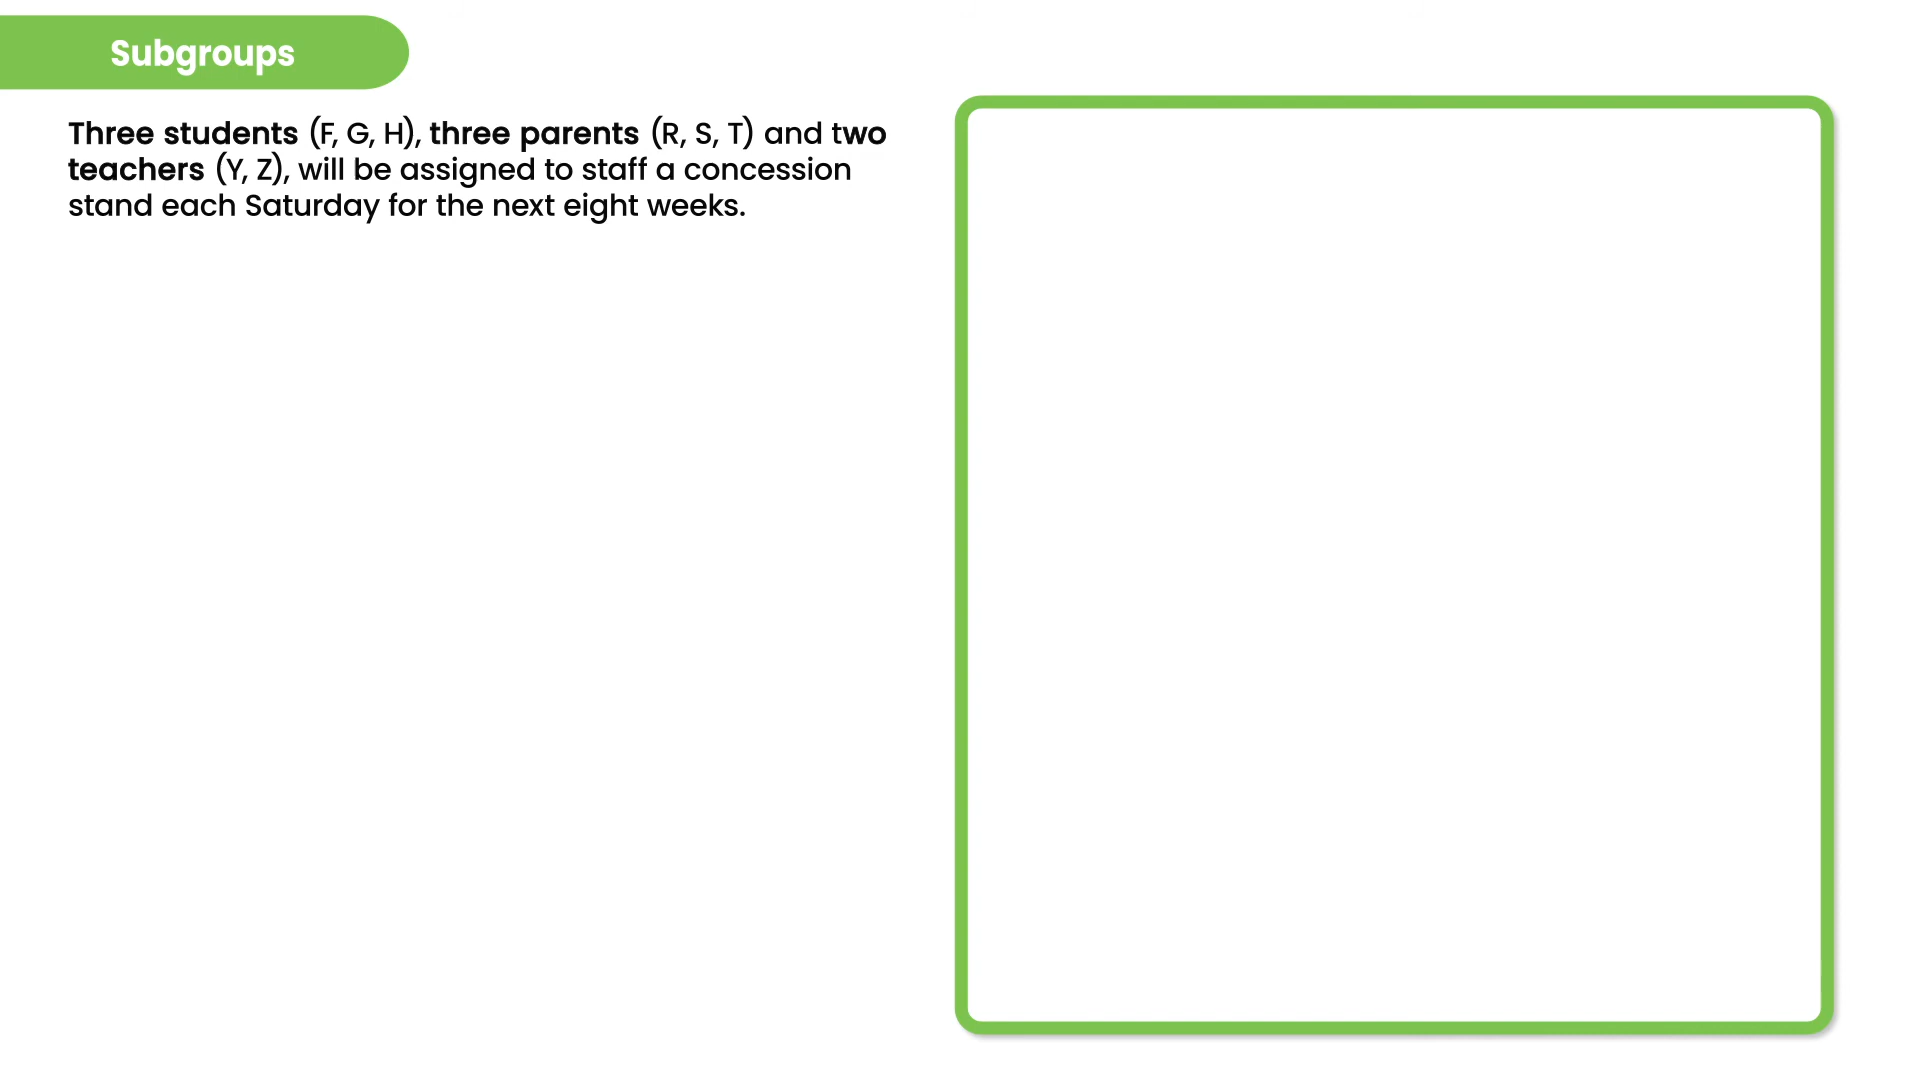 Subgroups
Three students (F, G, H), three parents (R, S, T) and two
teachers (Y, Z), will be assigned to staff a concession
stand each Saturday for the next eight weeks.